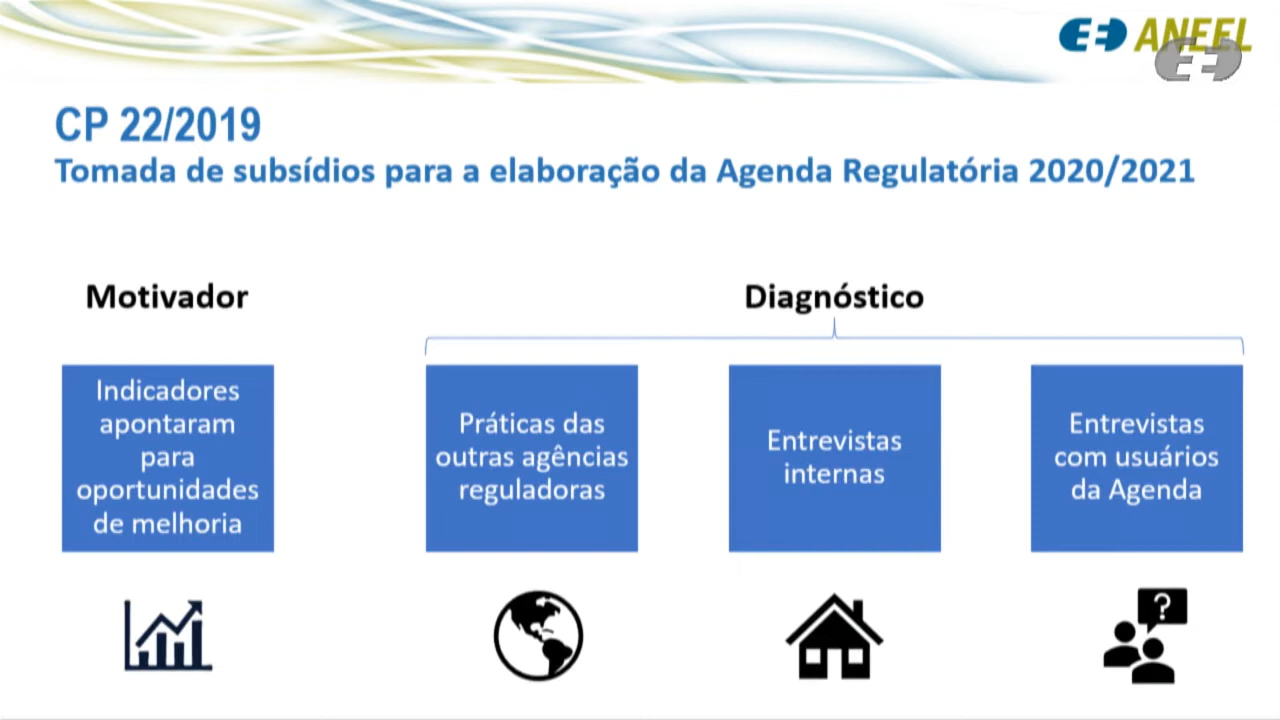 ANEEL
CP 22/2019
Tomada de subsídios para a elaboração da Agenda Regulatória 2020/2021
Motivador
Diagnóstico
Indicadores
apontaram
para
oportunidades
de melhoria
Práticas das
outras agências
reguladoras
Entrevistas
internas
Entrevistas
com usuários
da Agenda
?